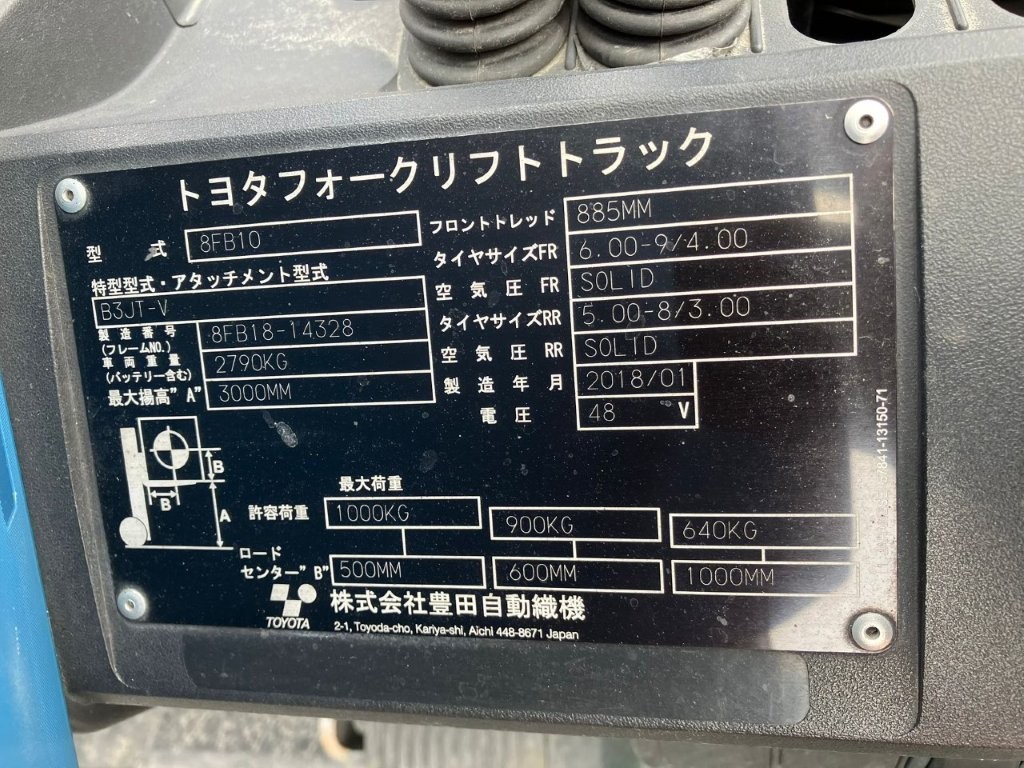 トヨタフォークリフトトラック
型 式 8FB10
特型型式・アタッチメント型式
B3JT-V
製造番号
(フレームNO.) 8FB18-14328
車両重量
(バッテリー含む) 2790KG
最大揚高"A" 3000MM
フロントトレッド 885MM
タイヤサイズFR 6.00-9/4.00
空気圧 FR SOLID
タイヤサイズRR 5.00-8/3.00
空気圧 RR SOLID
製造年月 2018/01
電圧 48 V
B
B
A
最大荷重
許容荷重 1000KG 900KG 640KG
ロード
センター"B" 500MM 600MM 1000MM
TOYOTA 株式会社豊田自動織機
2-1, Toyoda-cho, Kariya-shi, Aichi 448-8671 Japan
7841-13150-71